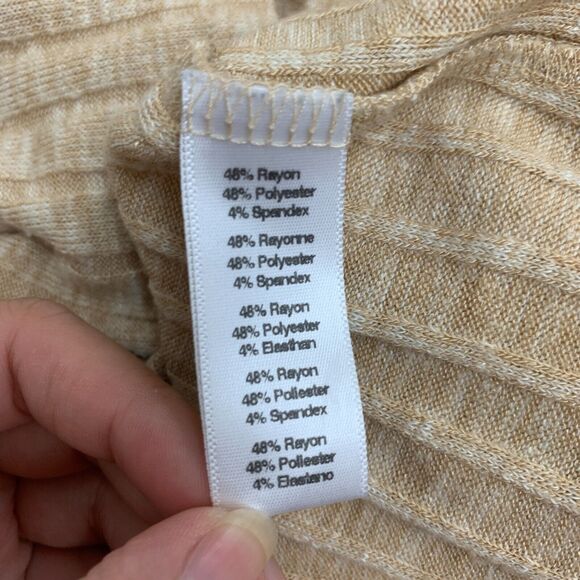 48% Rayon
48% Polyester
4% Spandex
48% Rayonne
48% Polyester
4% Spandex
48% Rayon
48% Polyester
4% Elasthan
48% Rayon
48% Poliester
4% Spandex
48% Rayon
48% Poliester
4% Elastano